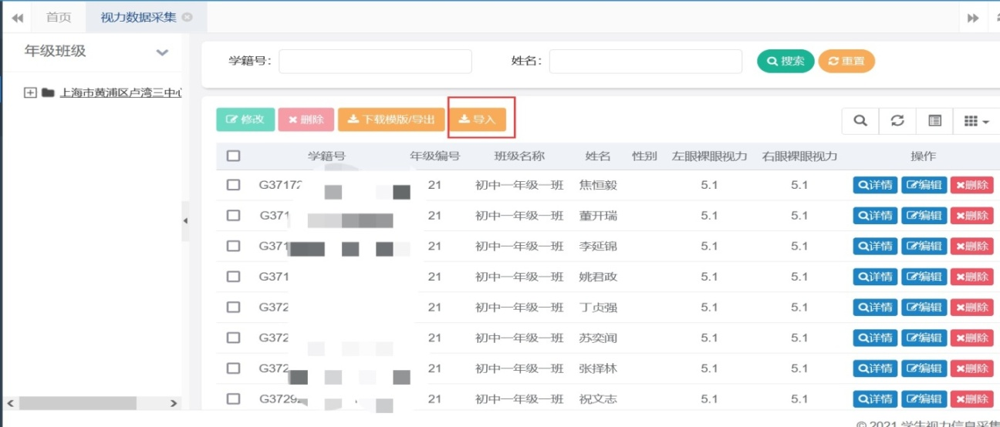 首页 视力数据采集
年级班级
上海市黄浦区卢湾三中心
学籍号： 姓名： 搜索 重置
修改 删除 下载模版/导出 导入
学籍号 年级编号 班级名称 姓名 性别 左眼裸眼视力 右眼裸眼视力 操作
G37172 21 初中一年级一班 焦恒毅 5.1 5.1 详情 编辑 删除
G371 21 初中一年级一班 董开瑞 5.1 5.1 详情 编辑 删除
G371 21 初中一年级一班 李延锦 5.1 5.1 详情 编辑 删除
G371 21 初中一年级一班 姚君政 5.1 5.1 详情 编辑 删除
G372 21 初中一年级一班 丁贞强 5.1 5.1 详情 编辑 删除
G372 21 初中一年级一班 苏奕闻 5.1 5.1 详情 编辑 删除
G372 21 初中一年级一班 张择林 5.1 5.1 详情 编辑 删除
G3729 21 初中一年级一班 祝文志 5.1 5.1 详情 编辑 删除
© 2021 学生视力信息采集